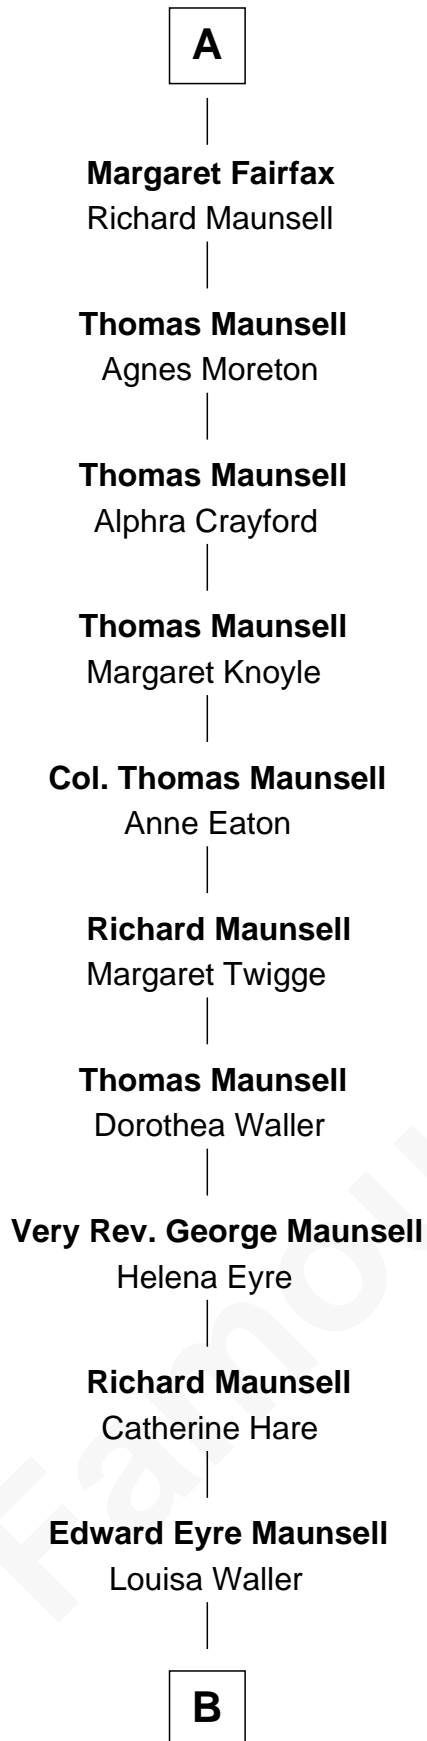 A
Margaret Fairfax
Richard Maunsell
Thomas Maunsell
Agnes Moreton
Thomas Maunsell
Alphra Crayford
Thomas Maunsell
Margaret Knoyle
Col. Thomas Maunsell
Anne Eaton
Richard Maunsell
Margaret Twigge
Thomas Maunsell
Dorothea Waller
Very Rev. George Maunsell
Helena Eyre
Richard Maunsell
Catherine Hare
Edward Eyre Maunsell
Louisa Waller
B